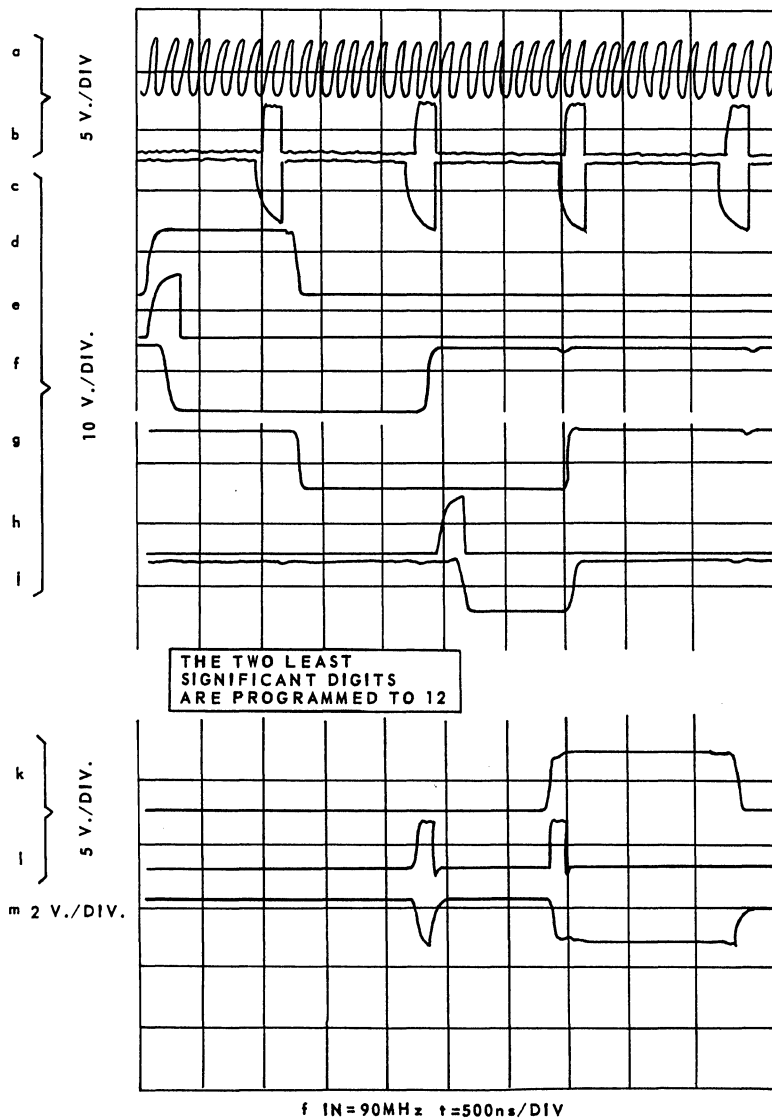 a
5 V./DIV
b
c
d
e
10 V./DIV.
f
g
h
i
THE TWO LEAST
SIGNIFICANT DIGITS
ARE PROGRAMMED TO 12
k
5 V./DIV.
l
m 2 V./DIV.
f IN=90MHz t=500ns/DIV